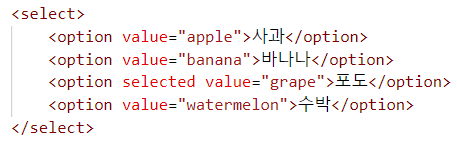 <select>
    <option value="apple">사과</option>
    <option value="banana">바나나</option>
    <option selected value="grape">포도</option>
    <option value="watermelon">수박</option>
</select>